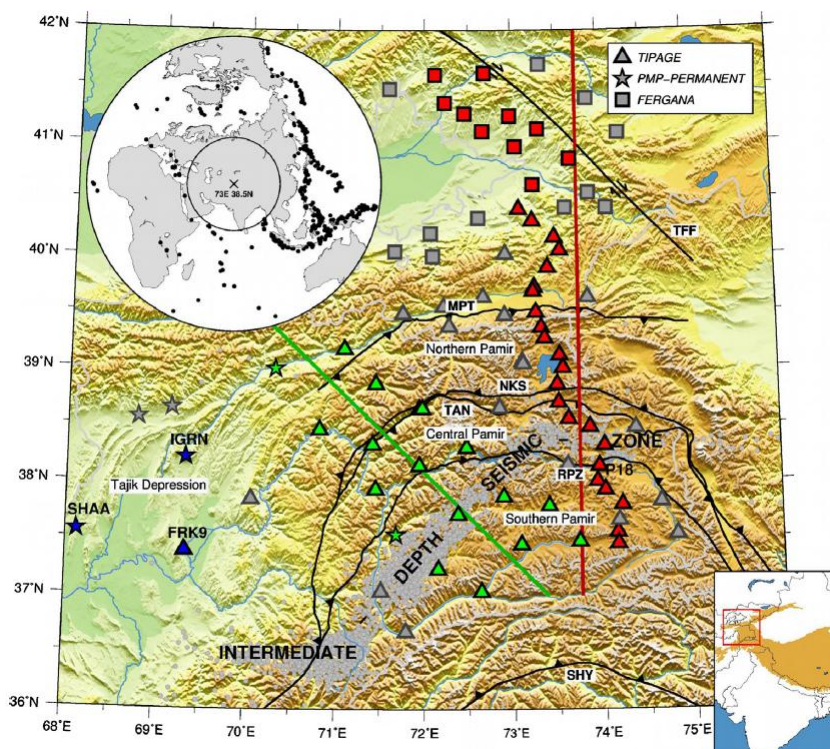 42°N
41°N
40°N
39°N
38°N
37°N
36°N
68°E
69°E
70°E
71°E
72°E
73°E
74°E
75°E
73E 38.5N
TIPAGE
PMP-PERMANENT
FERGANA
TFF
MPT
Northern Pamir
NKS
TAN
Central Pamir
SEISMIC
ZONE
IGRN
Tajik Depression
RPZ
P18
SHAA
Southern Pamir
FRK9
DEPTH
INTERMEDIATE
SHY